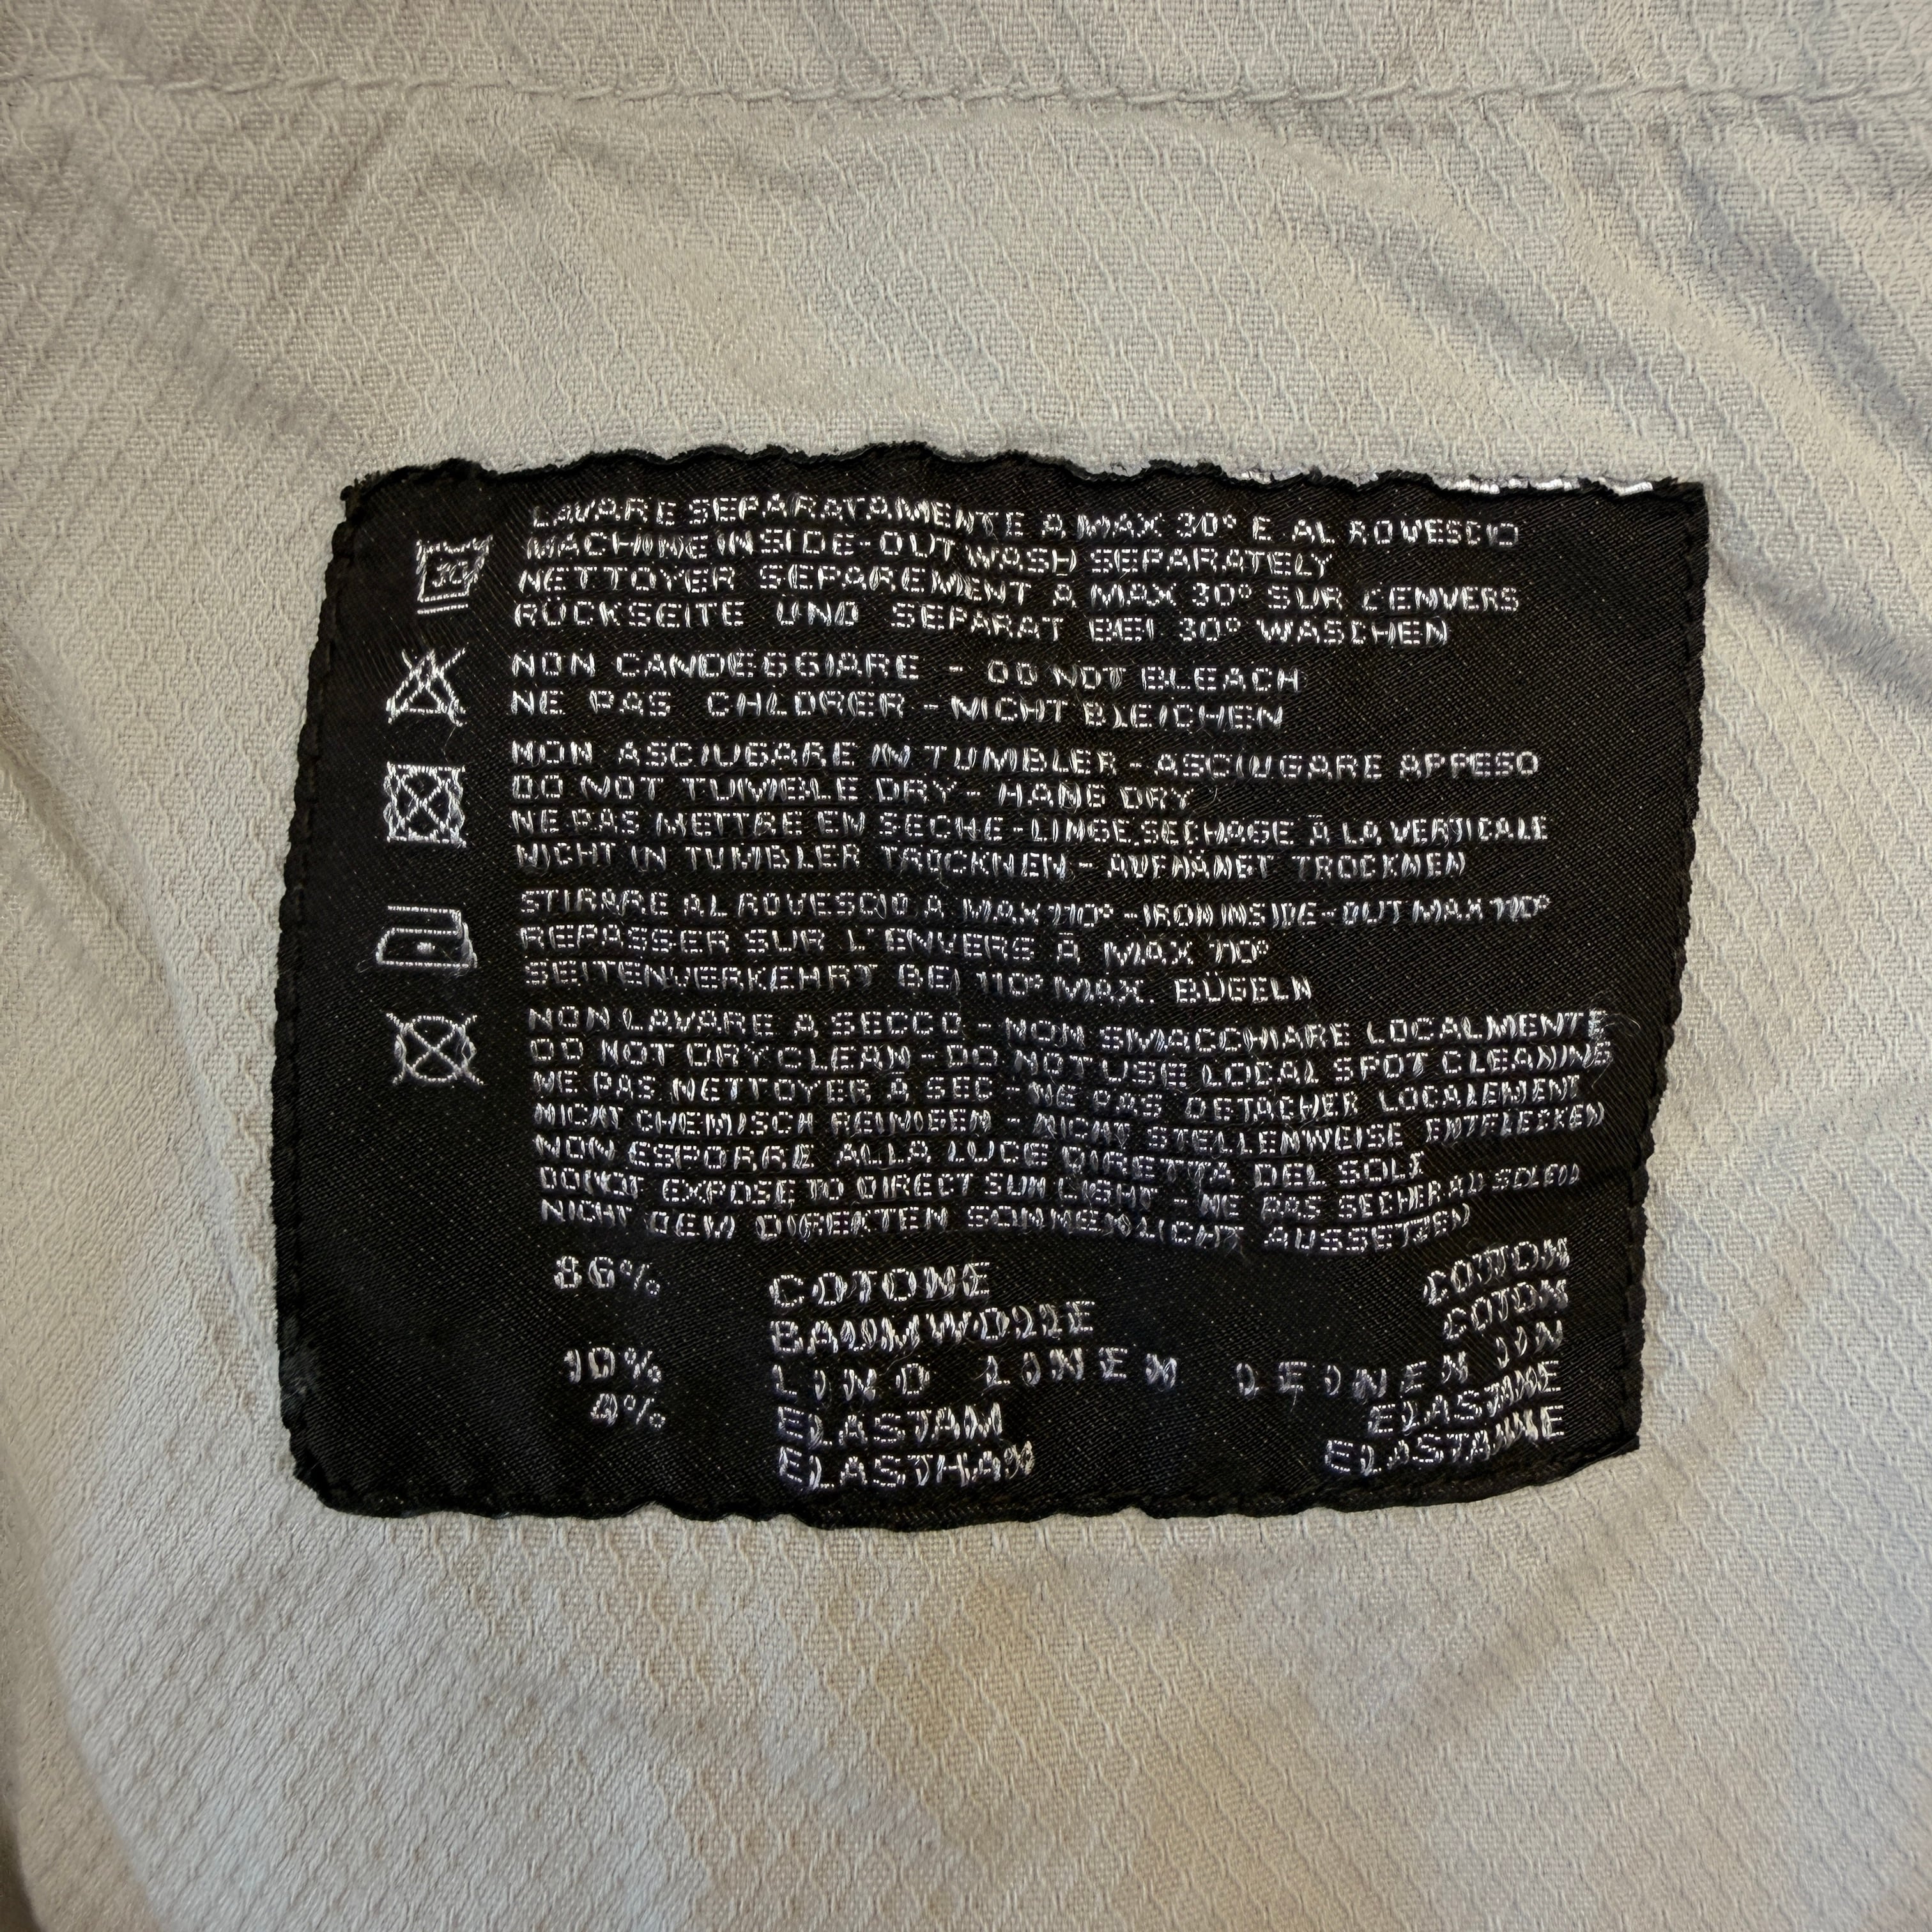 30
LAVARE SEPARATAMENTE A MAX 30° E AL ROVESCIO
MACHINE INSIDE-OUT WASH SEPARATELY
NETTOYER SEPAREMENT A MAX 30° SUR L'ENVERS
RÜCKSEITE UND SEPARAT BEI 30° WASCHEN
NON CANDEGGIARE - DO NOT BLEACH
NE PAS CHLORER - NICHT BLEICHEN
NON ASCIUGARE IN TUMBLER - ASCIUGARE APPESO
DO NOT TUMBLE DRY - HANG DRY
NE PAS METTRE EN SECHE-LINGE.SECHAGE À LA VERTICALE
NICHT IN TUMBLER TROCKNEN - AUFHÄNGT TROCKNEN
STIRARE AL ROVESCIO A MAX 110° - IRON INSIDE-OUT MAX 110°
REPASSER SUR L'ENVERS À MAX 110°
SEITENVERKEHRT BEI 110° MAX. BÜGELN
NON LAVARE A SECCO - NON SMACCHIARE LOCALMENTE
DO NOT DRY CLEAN - DO NOT USE LOCAL SPOT CLEANING
NE PAS NETTOYER À SEC - NE PAS DETACHER LOCALEMENT
NICHT CHEMISCH REINIGEN - NICHT STELLENWEISE ENTFLECKEN
NON ESPORRE ALLA LUCE DIRETTA DEL SOLE
DO NOT EXPOSE TO DIRECT SUN LIGHT - NE PAS SECHER AU
NICHT DEM DIREKTEN SONNENLICHT AUSSETZEN
86% COTONE COTTON
BAUMWOLLE COTON
10% LINO LINEN LEINEN LIN
4% ELASTAM ELASTANE
ELASTHAN ELASTANNE